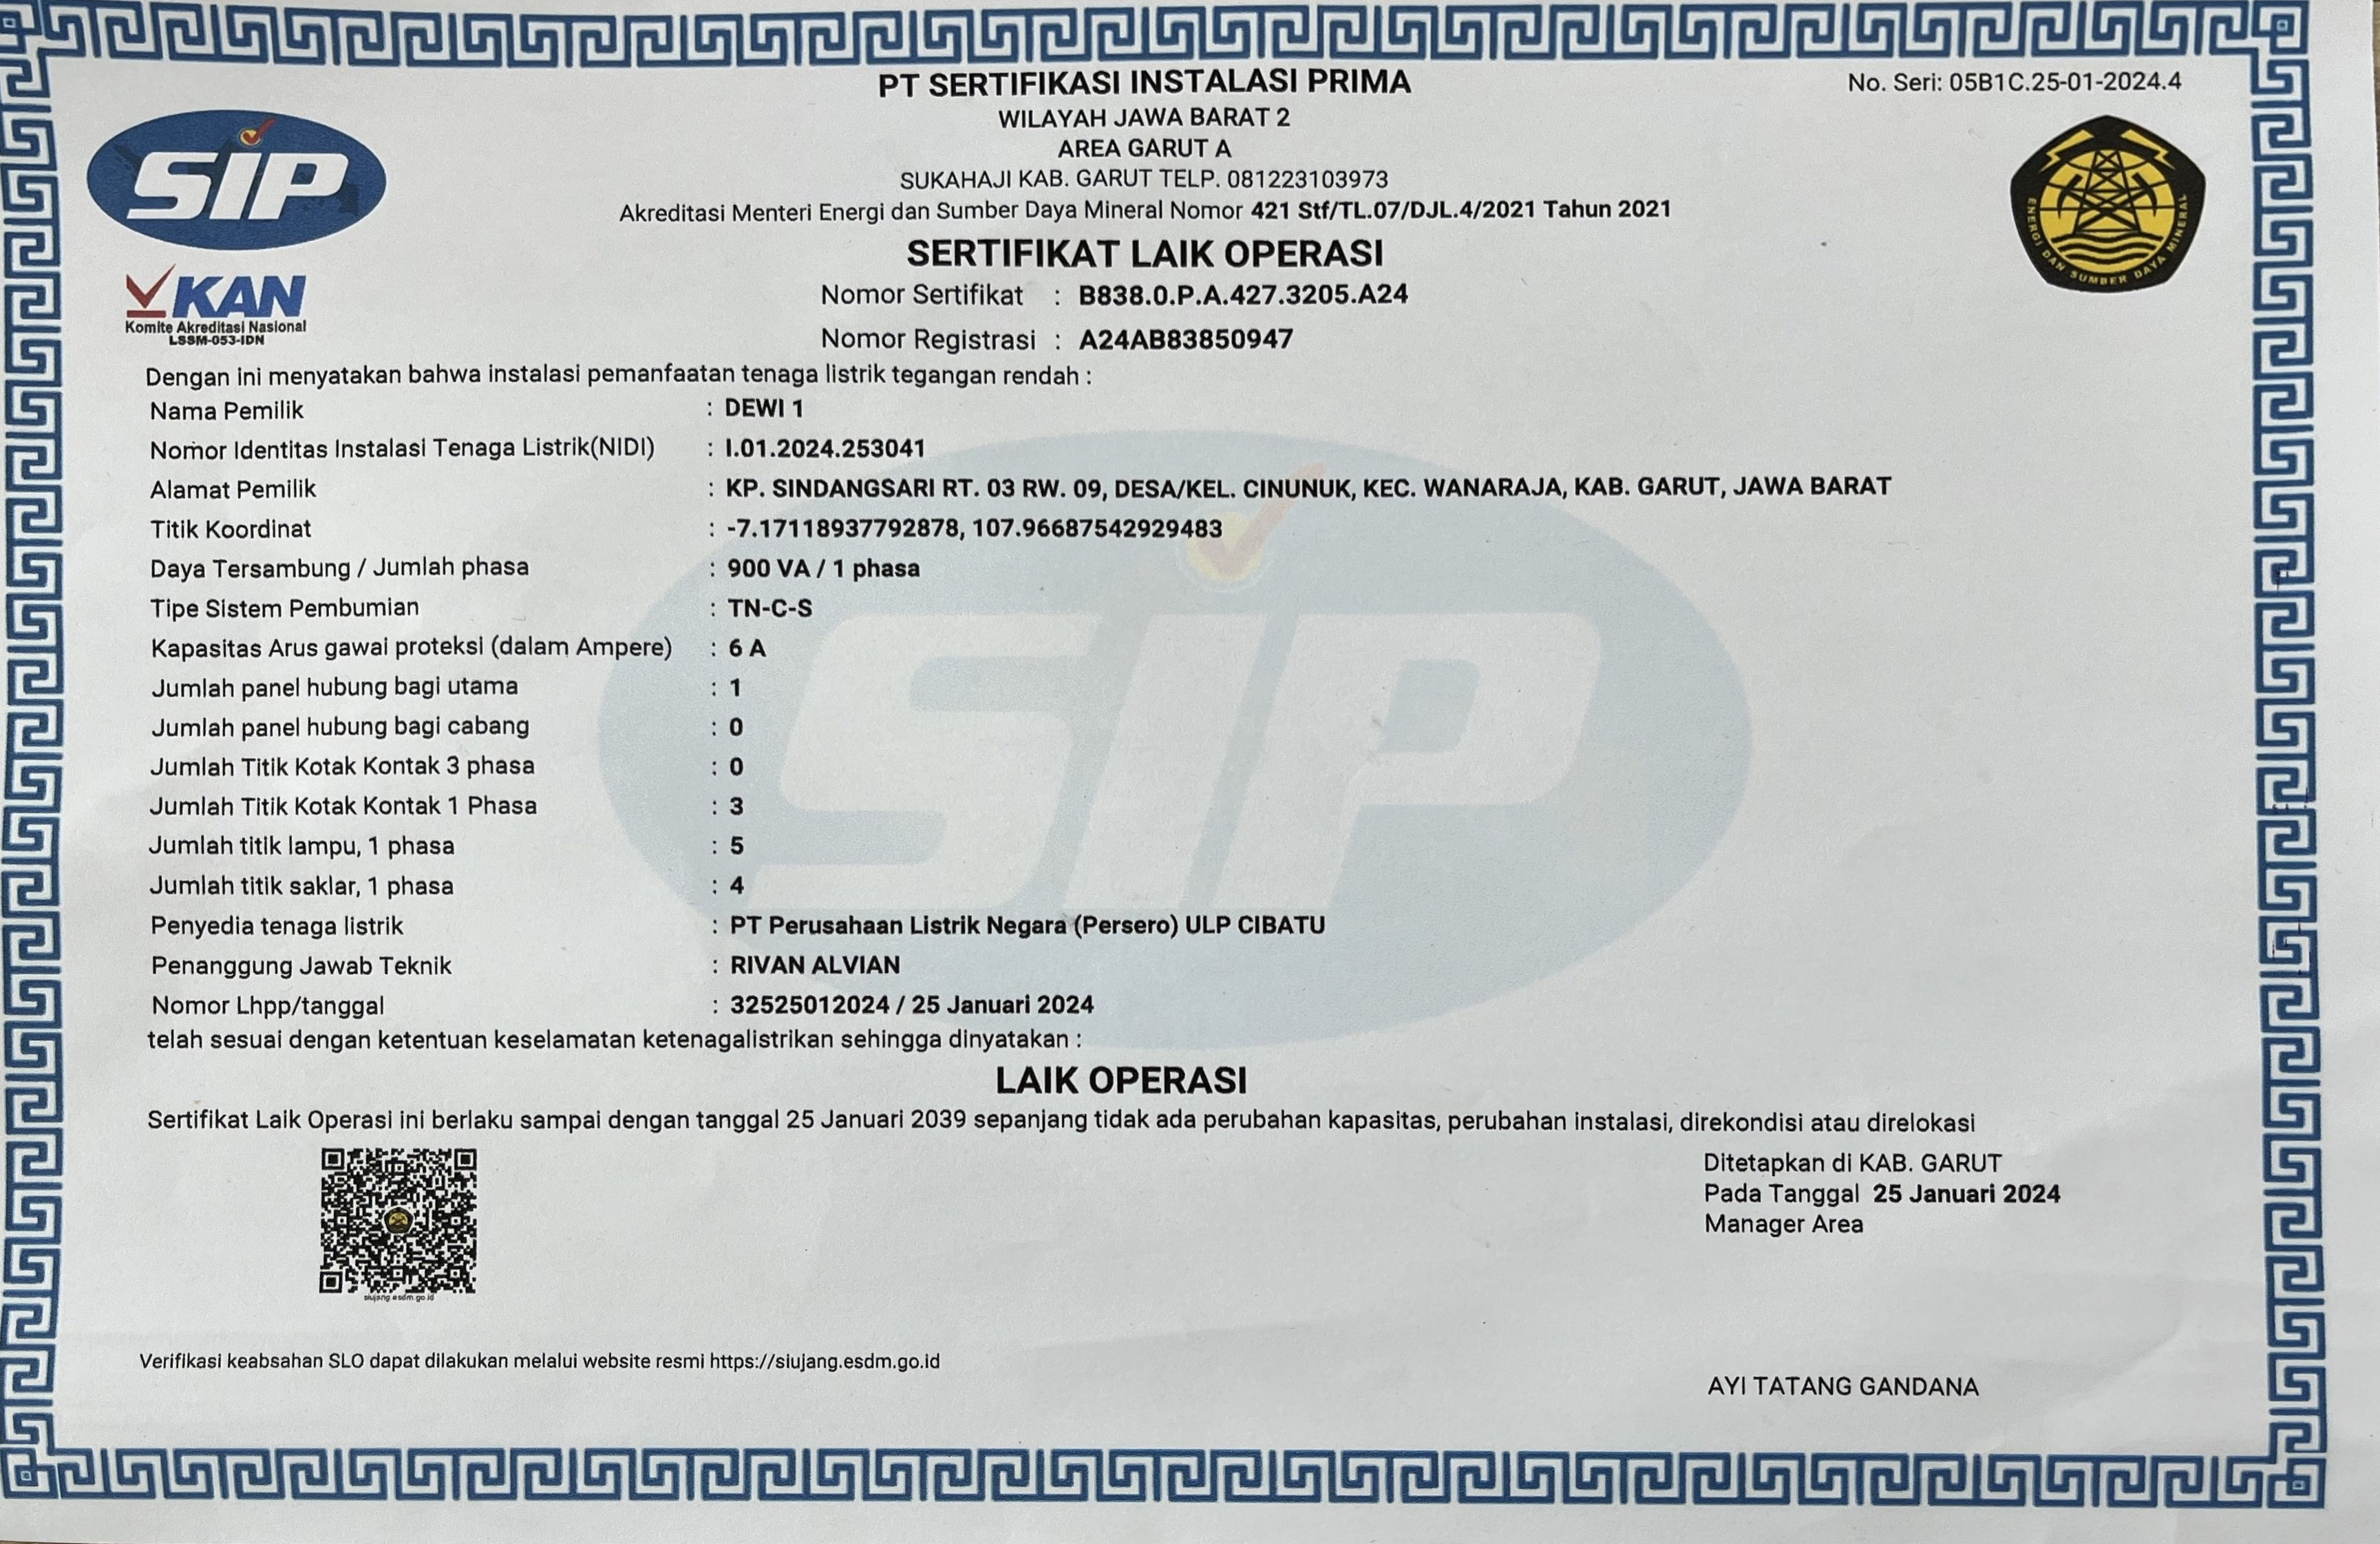 PT SERTIFIKASI INSTALASI PRIMA
No. Seri: 05B1C.25-01-2024.4
WILAYAH JAWA BARAT 2
AREA GARUT A
SUKAHAJI KAB. GARUT TELP. 081223103973
Akreditasi Menteri Energi dan Sumber Daya Mineral Nomor 421 Stf/TL.07/DJL.4/2021 Tahun 2021
SIP
ENERGI DAN SUMBER DAYA MINERAL
KAN
Komite Akreditasi Nasional
LSSM-053-IDN
SERTIFIKAT LAIK OPERASI
Nomor Sertifikat : B838.0.P.A.427.3205.A24
Nomor Registrasi : A24AB83850947
Dengan ini menyatakan bahwa instalasi pemanfaatan tenaga listrik tegangan rendah :
Nama Pemilik : DEWI 1
Nomor Identitas Instalasi Tenaga Listrik(NIDI) : I.01.2024.253041
Alamat Pemilik : KP. SINDANGSARI RT. 03 RW. 09, DESA/KEL. CINUNUK, KEC. WANARAJA, KAB. GARUT, JAWA BARAT
Titik Koordinat : -7.17118937792878, 107.96687542929483
Daya Tersambung / Jumlah phasa : 900 VA / 1 phasa
Tipe Sistem Pembumian : TN-C-S
Kapasitas Arus gawai proteksi (dalam Ampere) : 6 A
Jumlah panel hubung bagi utama : 1
Jumlah panel hubung bagi cabang : 0
Jumlah Titik Kotak Kontak 3 phasa : 0
Jumlah Titik Kotak Kontak 1 Phasa : 3
Jumlah titik lampu, 1 phasa : 5
Jumlah titik saklar, 1 phasa : 4
Penyedia tenaga listrik : PT Perusahaan Listrik Negara (Persero) ULP CIBATU
Penanggung Jawab Teknik : RIVAN ALVIAN
Nomor Lhpp/tanggal : 32525012024 / 25 Januari 2024
telah sesuai dengan ketentuan keselamatan ketenagalistrikan sehingga dinyatakan :
SIP
LAIK OPERASI
Sertifikat Laik Operasi ini berlaku sampai dengan tanggal 25 Januari 2039 sepanjang tidak ada perubahan kapasitas, perubahan instalasi, direkondisi atau direlokasi
Ditetapkan di KAB. GARUT
Pada Tanggal 25 Januari 2024
Manager Area
siujang.esdm.go.id
Verifikasi keabsahan SLO dapat dilakukan melalui website resmi https://siujang.esdm.go.id
AYI TATANG GANDANA